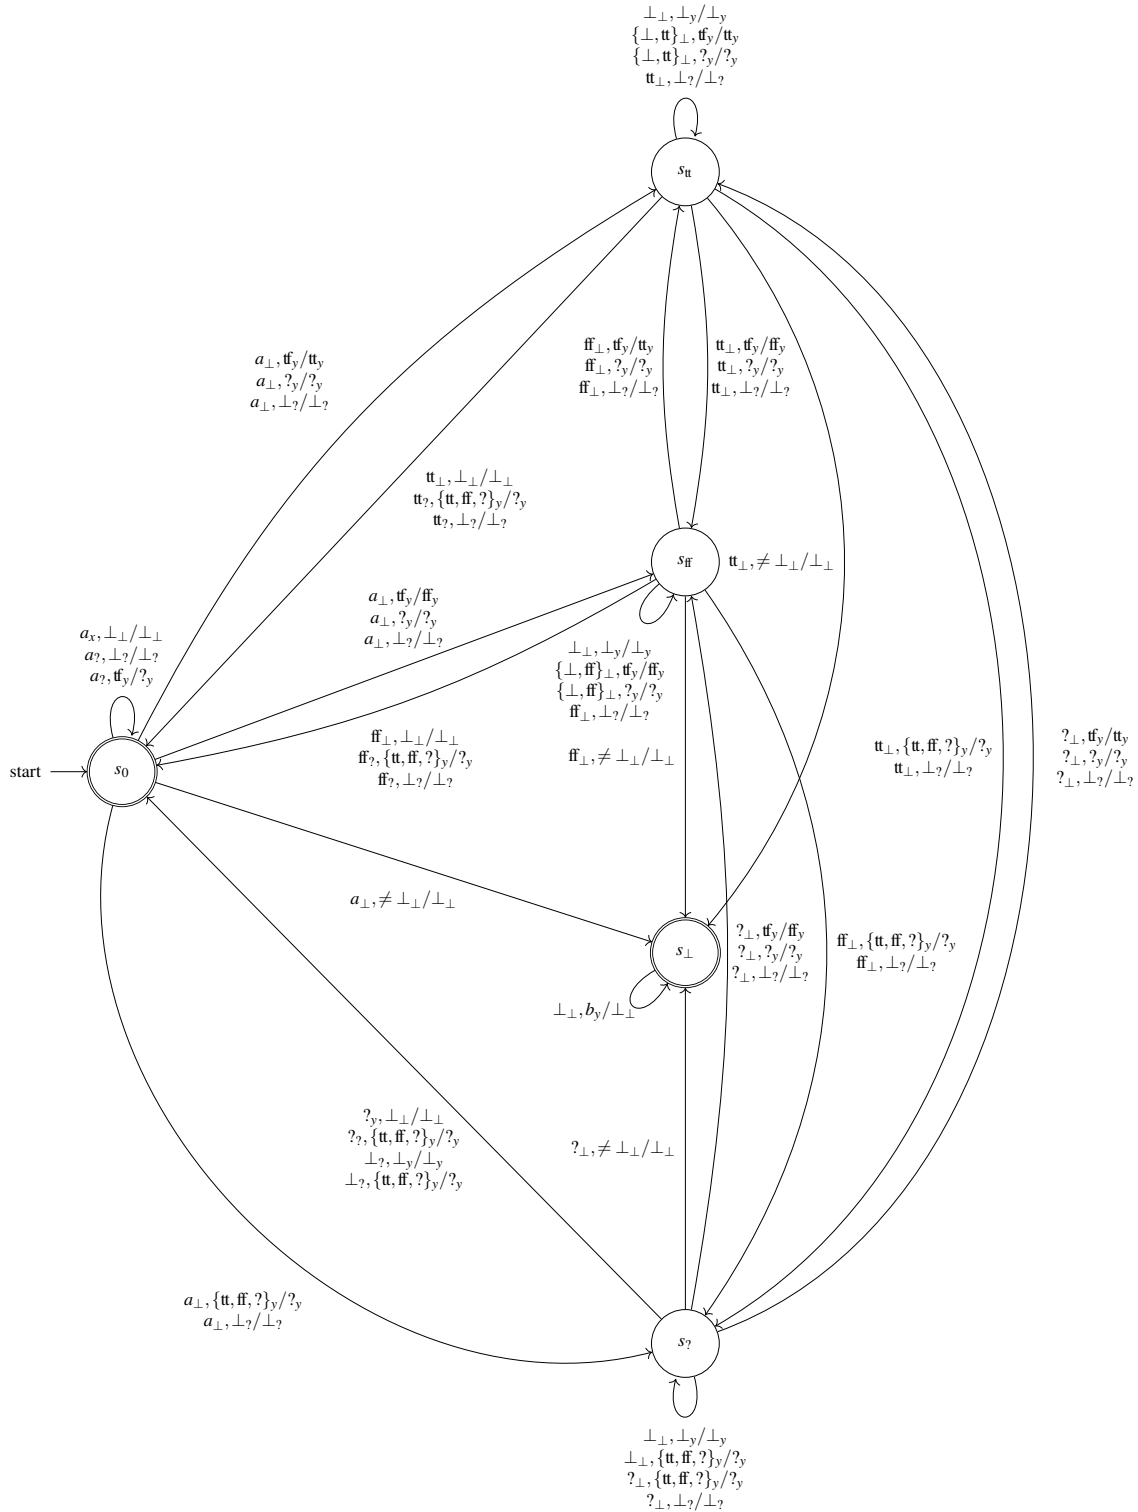 ⊥⊥, ⊥y/⊥y
{⊥,tt}⊥, tfy/tty
{⊥,tt}⊥, ?y/?y
tt⊥, ⊥?/⊥?
stt
a⊥, tfy/tty
a⊥, ?y/?y
a⊥, ⊥?/⊥?
ff⊥, tfy/tty
ff⊥, ?y/?y
ff⊥, ⊥?/⊥?
tt⊥, tfy/ffy
tt⊥, ?y/?y
tt⊥, ⊥?/⊥?
tt⊥, ⊥⊥/⊥⊥
tt?, {tt,ff,?}y/?y
tt?, ⊥?/⊥?
sff
tt⊥, ≠ ⊥⊥/⊥⊥
a⊥, tfy/ffy
a⊥, ?y/?y
a⊥, ⊥?/⊥?
ax, ⊥⊥/⊥⊥
a?, ⊥?/⊥?
a?, tfy/?y
⊥⊥, ⊥y/⊥y
{⊥,ff}⊥, tfy/ffy
{⊥,ff}⊥, ?y/?y
ff⊥, ⊥?/⊥?
ff⊥, ⊥⊥/⊥⊥
ff?, {tt,ff,?}y/?y
ff?, ⊥?/⊥?
ff⊥, ≠ ⊥⊥/⊥⊥
tt⊥, {tt,ff,?}y/?y
tt⊥, ⊥?/⊥?
?⊥, tfy/tty
?⊥, ?y/?y
?⊥, ⊥?/⊥?
start
s0
a⊥, ≠ ⊥⊥/⊥⊥
s⊥
?⊥, tfy/ffy
?⊥, ?y/?y
?⊥, ⊥?/⊥?
ff⊥, {tt,ff,?}y/?y
ff⊥, ⊥?/⊥?
⊥⊥, by/⊥⊥
?y, ⊥⊥/⊥⊥
??, {tt,ff,?}y/?y
⊥?, ⊥y/⊥y
⊥?, {tt,ff,?}y/?y
?⊥, ≠ ⊥⊥/⊥⊥
a⊥, {tt,ff,?}y/?y
a⊥, ⊥?/⊥?
s?
⊥⊥, ⊥y/⊥y
⊥⊥, {tt,ff,?}y/?y
?⊥, {tt,ff,?}y/?y
?⊥, ⊥?/⊥?